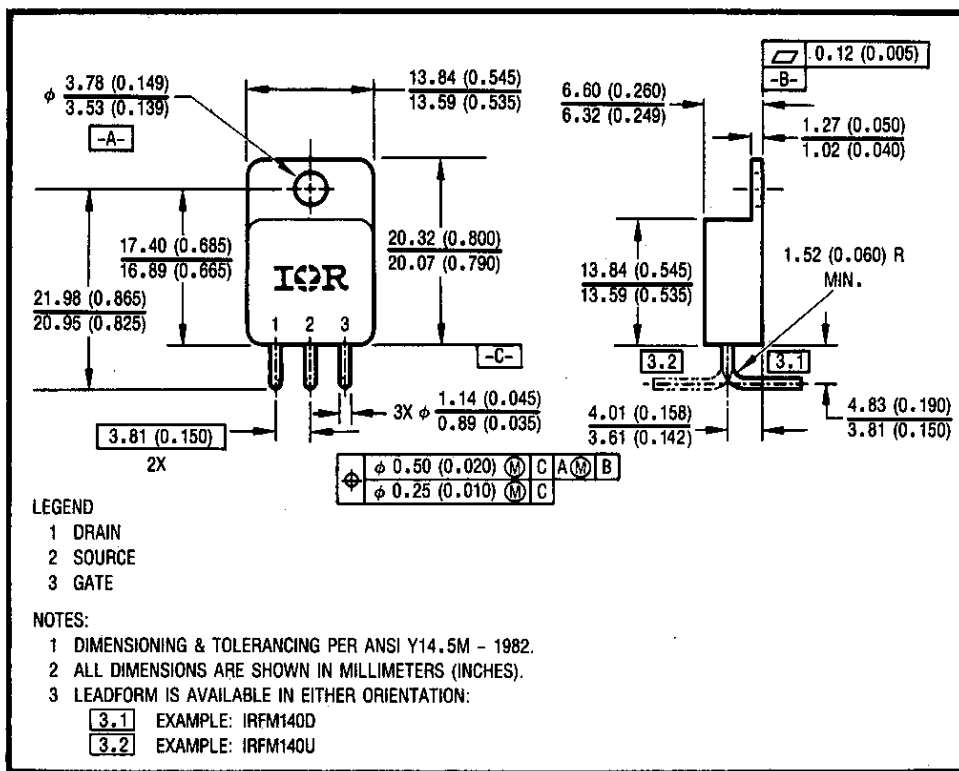 0.12 (0.005)
-B-
φ 3.78 (0.149)
3.53 (0.139)
-A-
13.84 (0.545)
13.59 (0.535)
6.60 (0.260)
6.32 (0.249)
1.27 (0.050)
1.02 (0.040)
17.40 (0.685)
16.89 (0.665)
21.98 (0.865)
20.95 (0.825)
IOR
1 2 3
20.32 (0.800)
20.07 (0.790)
-C-
13.84 (0.545)
13.59 (0.535)
1.52 (0.060) R
MIN.
3.2
3.1
3X φ 1.14 (0.045)
0.89 (0.035)
3.81 (0.150)
2X
4.01 (0.158)
3.61 (0.142)
4.83 (0.190)
3.81 (0.150)
⌖ φ 0.50 (0.020) Ⓜ C A Ⓜ B
φ 0.25 (0.010) Ⓜ C
LEGEND
1 DRAIN
2 SOURCE
3 GATE
NOTES:
1 DIMENSIONING & TOLERANCING PER ANSI Y14.5M - 1982.
2 ALL DIMENSIONS ARE SHOWN IN MILLIMETERS (INCHES).
3 LEADFORM IS AVAILABLE IN EITHER ORIENTATION:
3.1 EXAMPLE: IRFM140D
3.2 EXAMPLE: IRFM140U